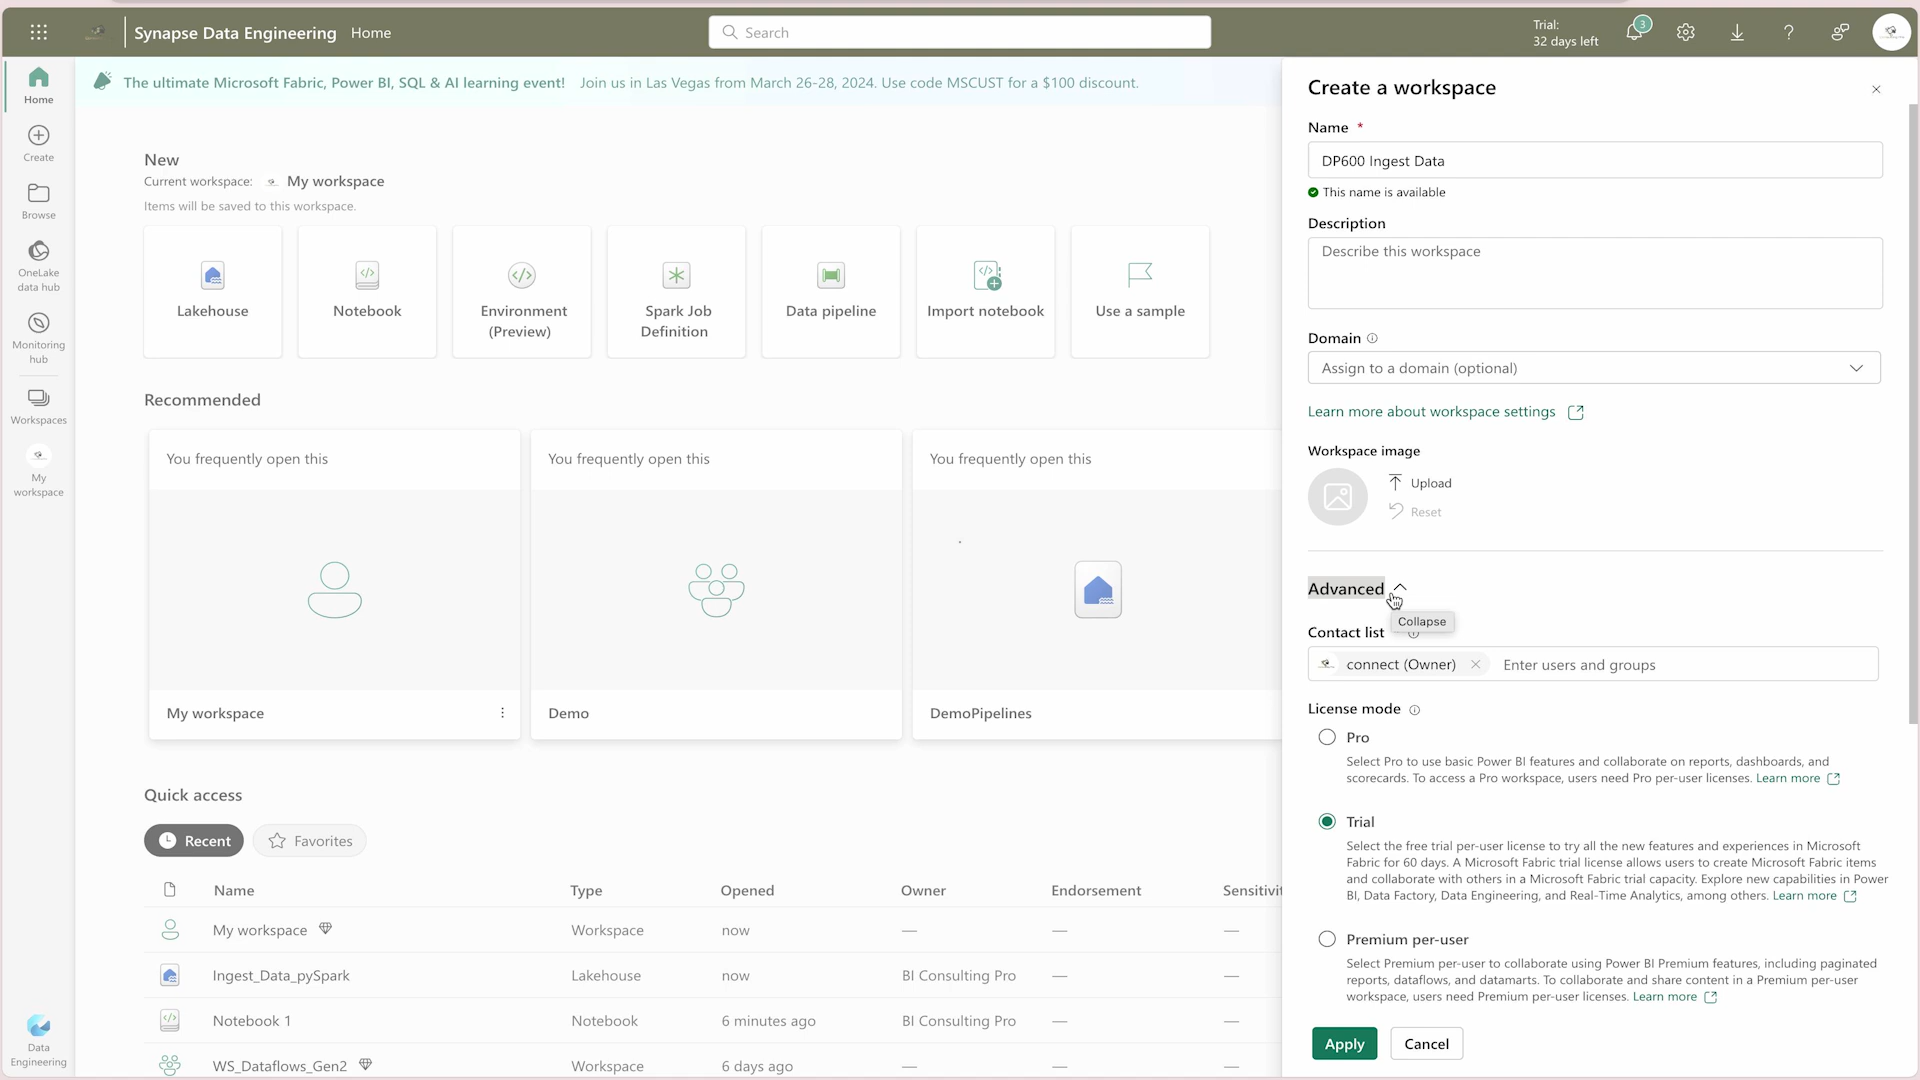 Synapse Data Engineering Home
Search
Trial:
32 days left
3
Home
Create
Browse
OneLake
data hub
Monitoring
hub
Workspaces
My
workspace
Data
Engineering
The ultimate Microsoft Fabric, Power BI, SQL & AI learning event! Join us in Las Vegas from March 26-28, 2024. Use code MSCUST for a $100 discount.
New
Current workspace: My workspace
Items will be saved to this workspace.
Lakehouse
Notebook
Environment
(Preview)
Spark Job
Definition
Data pipeline
Import notebook
Use a sample
Recommended
You frequently open this
You frequently open this
You frequently open this
My workspace
Demo
DemoPipelines
Quick access
Recent
Favorites
Name Type Opened Owner Endorsement Sensitivit
My workspace Workspace now — — —
Ingest_Data_pySpark Lakehouse now BI Consulting Pro — —
Notebook 1 Notebook 6 minutes ago BI Consulting Pro — —
WS_Dataflows_Gen2 Workspace 6 days ago — — —
Create a workspace
Name *
DP600 Ingest Data
This name is available
Description
Describe this workspace
Domain
Assign to a domain (optional)
Learn more about workspace settings
Workspace image
Upload
Reset
Advanced
Collapse
Contact list
connect (Owner) Enter users and groups
License mode
Pro
Select Pro to use basic Power BI features and collaborate on reports, dashboards, and
scorecards. To access a Pro workspace, users need Pro per-user licenses. Learn more
Trial
Select the free trial per-user license to try all the new features and experiences in Microsoft
Fabric for 60 days. A Microsoft Fabric trial license allows users to create Microsoft Fabric items
and collaborate with others in a Microsoft Fabric trial capacity. Explore new capabilities in Power
BI, Data Factory, Data Engineering, and Real-Time Analytics, among others. Learn more
Premium per-user
Select Premium per-user to collaborate using Power BI Premium features, including paginated
reports, dataflows, and datamarts. To collaborate and share content in a Premium per-user
workspace, users need Premium per-user licenses. Learn more
Apply
Cancel